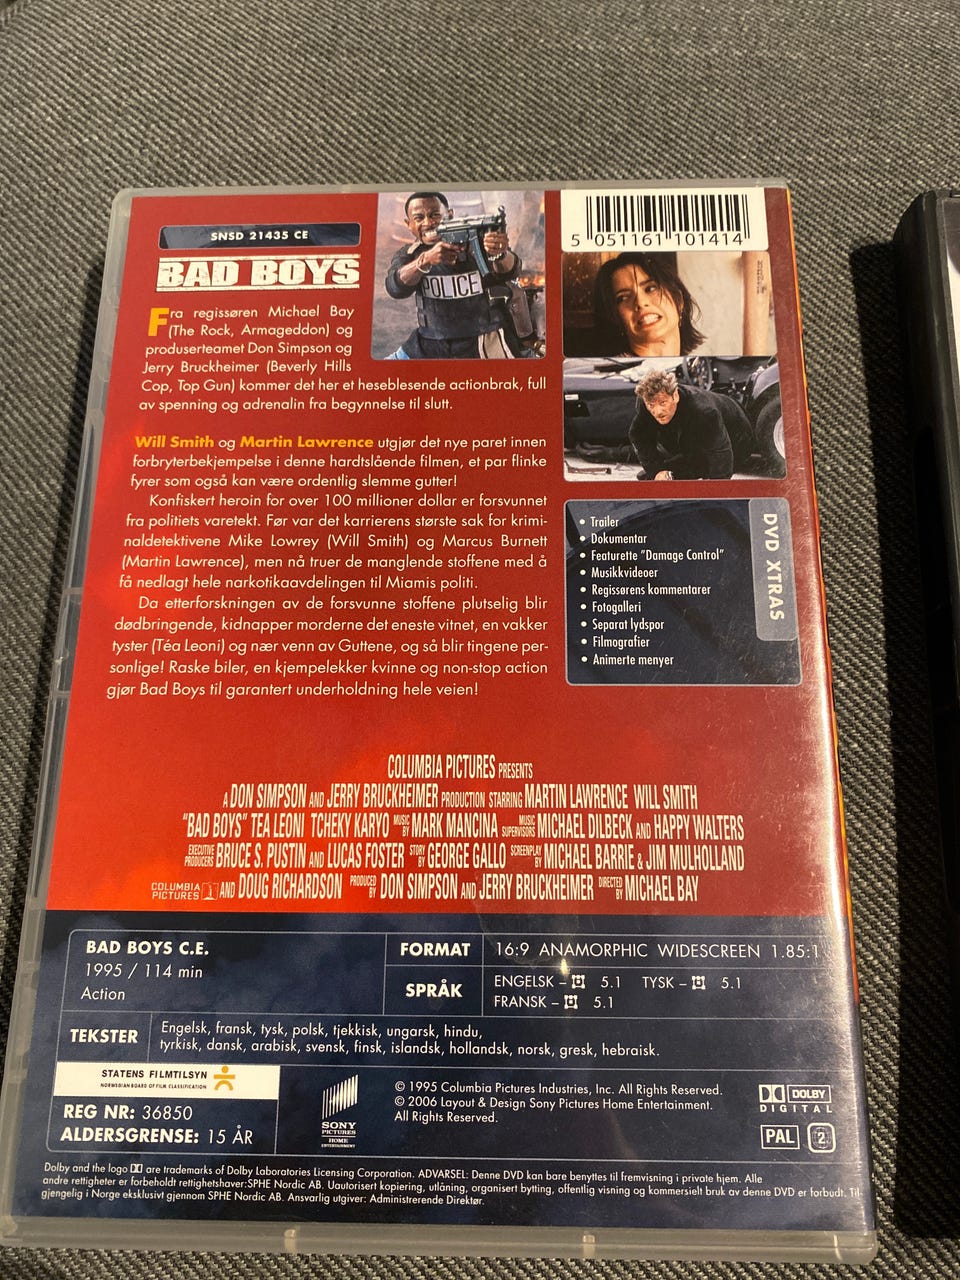 SNSD 21435 CE
BAD BOYS
5 051161 101414
POLICE
Fra regissøren Michael Bay
(The Rock, Armageddon) og
produserteamet Don Simpson og
Jerry Bruckheimer (Beverly Hills
Cop, Top Gun) kommer det her et heseblesende actionbrak, full
av spenning og adrenalin fra begynnelse til slutt.
Will Smith og Martin Lawrence utgjør det nye paret innen
forbryterbekjempelse i denne hardtslående filmen, et par flinke
fyrer som også kan være ordentlig slemme gutter!
Konfiskert heroin for over 100 millioner dollar er forsvunnet
fra politiets varetekt. Før var det karrierens største sak for krimi-
naldetektivene Mike Lowrey (Will Smith) og Marcus Burnett
(Martin Lawrence), men nå truer de manglende stoffene med å
få nedlagt hele narkotikaavdelingen til Miamis politi.
Da etterforskningen av de forsvunne stoffene plutselig blir
dødbringende, kidnapper morderne det eneste vitnet, en vakker
tyster (Téa Leoni) og nær venn av Guttene, og så blir tingene per-
sonlige! Raske biler, en kjempelekker kvinne og non-stop action
gjør Bad Boys til garantert underholdning hele veien!
DVD XTRAS
• Trailer
• Dokumentar
• Featurette "Damage Control"
• Musikkvideoer
• Regissørens kommentarer
• Fotogalleri
• Separat lydspor
• Filmografier
• Animerte menyer
COLUMBIA PICTURES PRESENTS
A DON SIMPSON AND JERRY BRUCKHEIMER PRODUCTION STARRING MARTIN LAWRENCE WILL SMITH
"BAD BOYS" TEA LEONI TCHEKY KARYO MUSIC BY MARK MANCINA MUSIC SUPERVISORS MICHAEL DILBECK AND HAPPY WALTERS
EXECUTIVE PRODUCERS BRUCE S. PUSTIN AND LUCAS FOSTER STORY BY GEORGE GALLO SCREENPLAY BY MICHAEL BARRIE & JIM MULHOLLAND
COLUMBIA PICTURES AND DOUG RICHARDSON PRODUCED BY DON SIMPSON AND JERRY BRUCKHEIMER DIRECTED BY MICHAEL BAY
BAD BOYS C.E.
1995 / 114 min
Action
FORMAT 16:9 ANAMORPHIC WIDESCREEN 1.85:1
SPRÅK ENGELSK – 5.1 TYSK – 5.1
FRANSK – 5.1
TEKSTER Engelsk, fransk, tysk, polsk, tjekkisk, ungarsk, hindu,
tyrkisk, dansk, arabisk, svensk, finsk, islandsk, hollandsk, norsk, gresk, hebraisk.
STATENS FILMTILSYN
NORWEGIAN BOARD OF FILM CLASSIFICATION
REG NR: 36850
ALDERSGRENSE: 15 ÅR
SONY
PICTURES
HOME
ENTERTAINMENT
© 1995 Columbia Pictures Industries, Inc. All Rights Reserved.
© 2006 Layout & Design Sony Pictures Home Entertainment.
All Rights Reserved.
DOLBY
DIGITAL
PAL 2
Dolby and the logo are trademarks of Dolby Laboratories Licensing Corporation. ADVARSEL: Denne DVD kan bare benyttes til fremvisning i private hjem. Alle
andre rettigheter er forbeholdt rettighetshaver:SPHE Nordic AB. Uautorisert kopiering, utlåning, organisert bytting, offentlig visning og kommersielt bruk av denne DVD er forbudt. Til-
gjengelig i Norge eksklusivt gjennom SPHE Nordic AB. Ansvarlig utgiver: Administrerende Direktør.